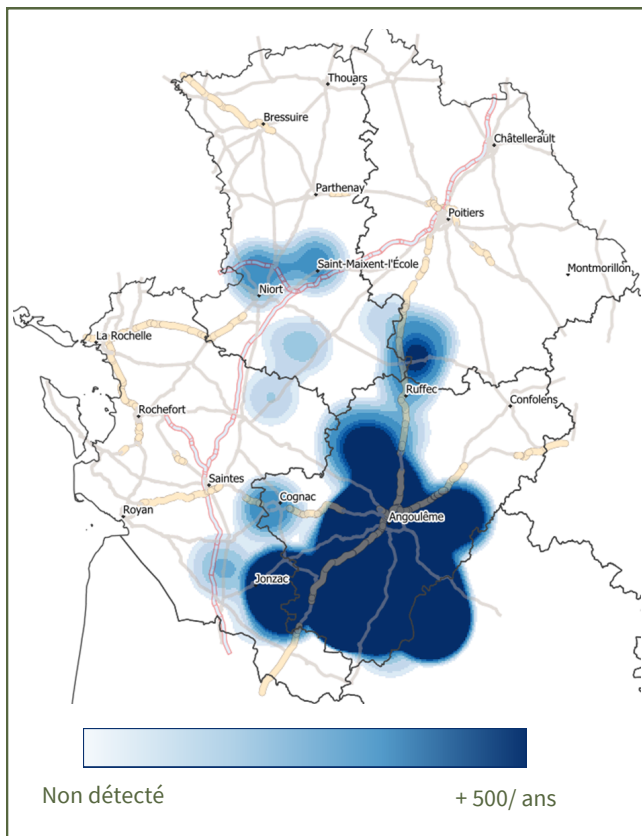 Thouars
Bressuire
Châtellerault
Parthenay
Poitiers
Saint-Maixent-l'École
Montmorillon
Niort
La Rochelle
Ruffec
Confolens
Rochefort
Saintes
Cognac
Royan
Angoulême
Jonzac
Non détecté
+ 500/ ans